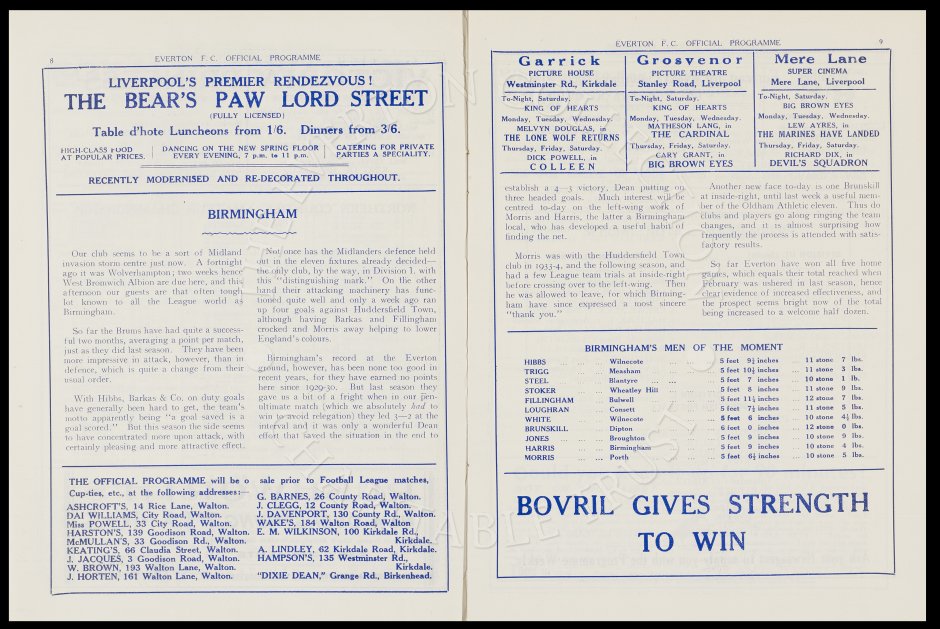 8
EVERTON F. C. OFFICIAL PROGRAMME
LIVERPOOL'S PREMIER RENDEZVOUS !
THE BEAR'S PAW LORD STREET
(FULLY LICENSED)
Table d'hote Luncheons from 1/6. Dinners from 3/6.
HIGH-CLASS FOOD
AT POPULAR PRICES.
DANCING ON THE NEW SPRING FLOOR
EVERY EVENING, 7 p.m. to 11 p.m.
CATERING FOR PRIVATE
PARTIES A SPECIALITY.
RECENTLY MODERNISED AND RE-DECORATED THROUGHOUT.
BIRMINGHAM
Our club seems to be a sort of Midland
invasion storm centre just now. A fortnight
ago it was Wolverhampton; two weeks hence
West Bromwich Albion are due here, and this
afternoon our guests are that often tough
lot known to all the League world as
Birmingham.
So far the Brums have had quite a success-
ful two months, averaging a point per match,
just as they did last season. They have been
more impressive in attack, however, than in
defence, which is quite a change from their
usual order.
With Hibbs, Barkas & Co. on duty goals
have generally been hard to get, the team's
motto apparently being "a goal saved is a
goal scored." But this season the side seems
to have concentrated more upon attack, with
certainly pleasing and more attractive effect.
Not once has the Midlanders defence held
out in the eleven fixtures already decided—
the only club, by the way, in Division I. with
this "distinguishing mark." On the other
hand their attacking machinery has func-
tioned quite well and only a week ago ran
up four goals against Huddersfield Town,
although having Barkas and Fillingham
crocked and Morris away helping to lower
England's colours.
Birmingham's record at the Everton
ground, however, has been none too good in
recent years, for they have earned no points
here since 1929-30. But last season they
gave us a bit of a fright when in our pen-
ultimate match (which we absolutely had to
win to avoid relegation) they led 3—2 at the
interval and it was only a wonderful Dean
effort that saved the situation in the end to
THE OFFICIAL PROGRAMME will be o sale prior to Football League matches,
Cup-ties, etc., at the following addresses:—
ASHCROFT'S, 14 Rice Lane, Walton.
DAI WILLIAMS, City Road, Walton.
Miss POWELL, 33 City Road, Walton.
HARSTON'S, 139 Goodison Road, Walton.
McMULLAN'S, 33 Goodison Rd., Walton.
KEATING'S, 66 Claudia Street, Walton.
J. JACQUES, 3 Goodison Road, Walton.
W. BROWN, 193 Walton Lane, Walton.
J. HORTEN, 161 Walton Lane, Walton.
G. BARNES, 26 County Road, Walton.
J. CLEGG, 12 County Road, Walton.
J. DAVENPORT, 130 County Rd., Walton.
WAKE'S, 184 Walton Road, Walton
E. M. WILKINSON, 100 Kirkdale Rd.,
Kirkdale.
A. LINDLEY, 62 Kirkdale Road, Kirkdale.
HAMPSON'S, 135 Westminster Rd.,
Kirkdale.
"DIXIE DEAN," Grange Rd., Birkenhead.
EVERTON F. C. OFFICIAL PROGRAMME
9
Garrick
PICTURE HOUSE
Westminster Rd., Kirkdale
To-Night, Saturday.
KING OF HEARTS
Monday, Tuesday, Wednesday.
MELVYN DOUGLAS, in
THE LONE WOLF RETURNS
Thursday, Friday, Saturday.
DICK POWELL, in
COLLEEN
Grosvenor
PICTURE THEATRE
Stanley Road, Liverpool
To-Night, Saturday.
KING OF HEARTS
Monday, Tuesday, Wednesday.
MATHESON LANG, in
THE CARDINAL
Thursday, Friday, Saturday.
CARY GRANT, in
BIG BROWN EYES
Mere Lane
SUPER CINEMA
Mere Lane, Liverpool
To-Night, Saturday.
BIG BROWN EYES
Monday, Tuesday, Wednesday.
LEW AYRES, in
THE MARINES HAVE LANDED
Thursday, Friday, Saturday.
RICHARD DIX, in
DEVIL'S SQUADRON
establish a 4—3 victory, Dean putting on
three headed goals. Much interest will be
centred to-day on the left-wing work of
Morris and Harris, the latter a Birmingham
local, who has developed a useful habit of
finding the net.
Morris was with the Huddersfield Town
club in 1933-4, and the following season, and
had a few League team trials at inside-right
before crossing over to the left-wing. Then
he was allowed to leave, for which Birming-
ham have since expressed a most sincere
"thank you."
Another new face to-day is one Brunskill
at inside-right, until last week a useful mem-
ber of the Oldham Athletic eleven. Thus do
clubs and players go along ringing the team
changes, and it is almost surprising how
frequently the process is attended with satis-
factory results.
So far Everton have won all five home
games, which equals their total reached when
February was ushered in last season, hence
clear evidence of increased effectiveness, and
the prospect seems bright now of the total
being increased to a welcome half dozen.
BIRMINGHAM'S MEN OF THE MOMENT
HIBBS ... ... Wilnecote ... ... 5 feet 9½ inches ... 11 stone 7 lbs.
TRIGG ... ... Measham ... ... 5 feet 10½ inches ... 11 stone 3 lbs.
STEEL ... ... Blantyre ... ... 5 feet 7 inches ... 10 stone 1 lb.
STOKER ... ... Wheatley Hill ... ... 5 feet 8 inches ... 11 stone 9 lbs.
FILLINGHAM ... Bulwell ... ... 5 feet 11½ inches ... 12 stone 7 lbs.
LOUGHRAN ... Consett ... ... 5 feet 7½ inches ... 11 stone 5 lbs.
WHITE ... ... Wilnecote ... ... 5 feet 6 inches ... 10 stone 4½ lbs.
BRUNSKILL ... Dipton ... ... 6 feet 0 inches ... 12 stone 0 lbs.
JONES ... ... Broughton ... ... 5 feet 9 inches ... 10 stone 9 lbs.
HARRIS ... ... Birmingham ... ... 5 feet 9 inches ... 10 stone 4 lbs.
MORRIS ... ... Porth ... ... 5 feet 6½ inches ... 10 stone 5 lbs.
BOVRIL GIVES STRENGTH
TO WIN